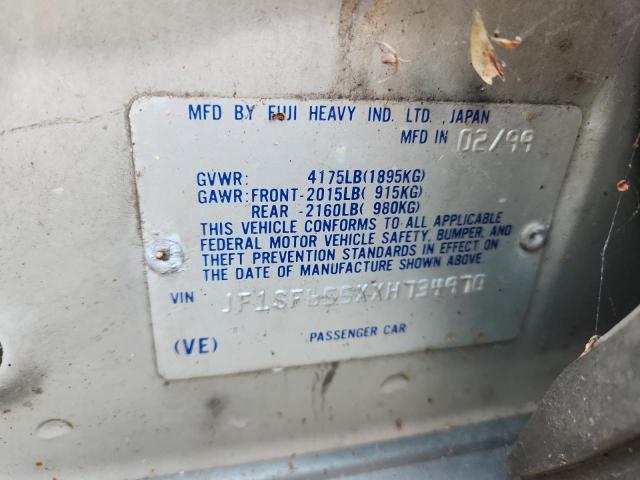 MFD BY FUJI HEAVY IND. LTD. JAPAN
MFD IN 02/99
GVWR: 4175LB(1895KG)
GAWR:FRONT-2015LB( 915KG)
REAR -2160LB( 980KG)
THIS VEHICLE CONFORMS TO ALL APPLICABLE
FEDERAL MOTOR VEHICLE SAFETY, BUMPER, AND
THEFT PREVENTION STANDARDS IN EFFECT ON
THE DATE OF MANUFACTURE SHOWN ABOVE.
VIN
(VE) PASSENGER CAR